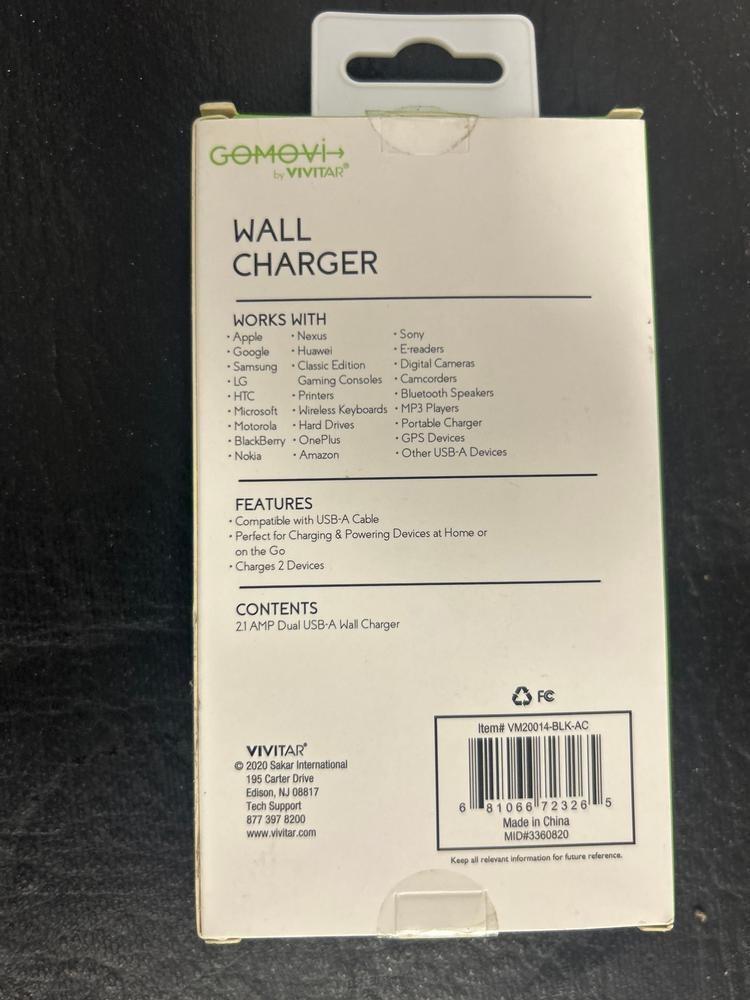 GOMOVi
by VIVITAR®
WALL
CHARGER
WORKS WITH
• Apple
• Google
• Samsung
• LG
• HTC
• Microsoft
• Motorola
• BlackBerry
• Nokia
• Nexus
• Huawei
• Classic Edition
Gaming Consoles
• Printers
• Wireless Keyboards
• Hard Drives
• OnePlus
• Amazon
• Sony
• E-readers
• Digital Cameras
• Camcorders
• Bluetooth Speakers
• MP3 Players
• Portable Charger
• GPS Devices
• Other USB-A Devices
FEATURES
• Compatible with USB-A Cable
• Perfect for Charging & Powering Devices at Home or
on the Go
• Charges 2 Devices
CONTENTS
2.1 AMP Dual USB-A Wall Charger
FC
VIVITAR®
© 2020 Sakar International
195 Carter Drive
Edison, NJ 08817
Tech Support
877 397 8200
www.vivitar.com
Item# VM20014-BLK-AC
6 81066 72326 5
Made in China
MID#3360820
Keep all relevant information for future reference.